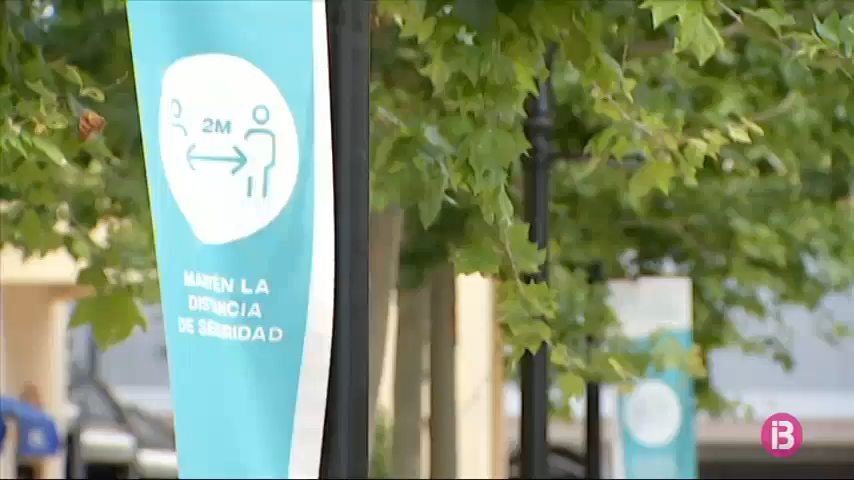 2M
MANTÉN LA
DISTANCIA
DE SEGURIDAD
IB